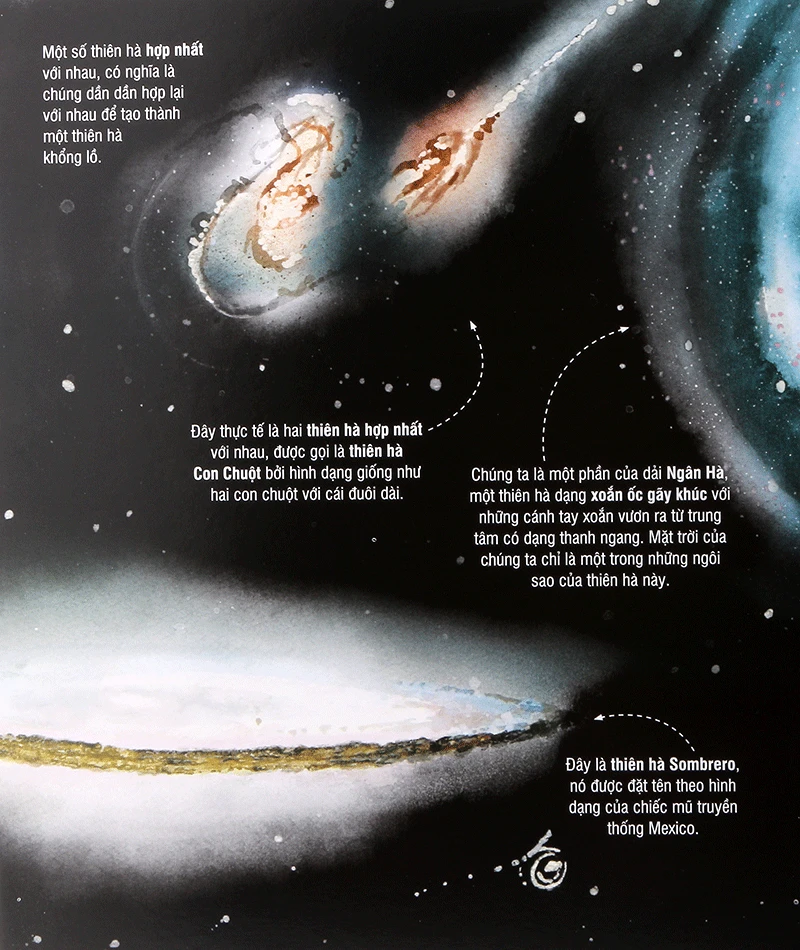 Một số thiên hà hợp nhất
với nhau, có nghĩa là
chúng dần dần hợp lại
với nhau để tạo thành
một thiên hà
khổng lồ.
Đây thực tế là hai thiên hà hợp nhất
với nhau, được gọi là thiên hà
Con Chuột bởi hình dạng giống như
hai con chuột với cái đuôi dài.
Chúng ta là một phần của dải Ngân Hà,
một thiên hà dạng xoắn ốc gãy khúc với
những cánh tay xoắn vươn ra từ trung
tâm có dạng thanh ngang. Mặt trời của
chúng ta chỉ là một trong những ngôi
sao của thiên hà này.
Đây là thiên hà Sombrero,
nó được đặt tên theo hình
dạng của chiếc mũ truyền
thống Mexico.